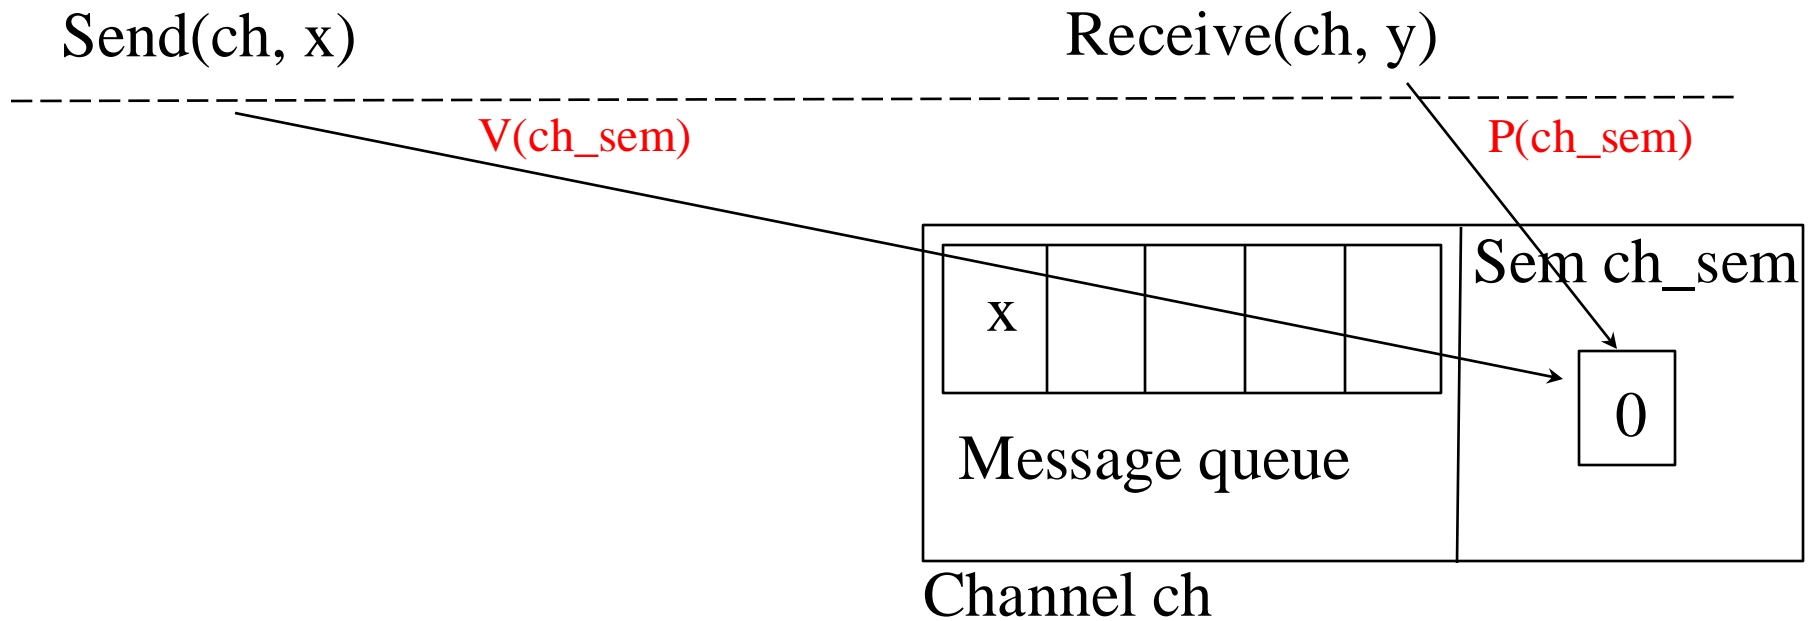 Send(ch, x)
Receive(ch, y)
V(ch_sem)
P(ch_sem)
Sem ch_sem
x
0
Message queue
Channel ch